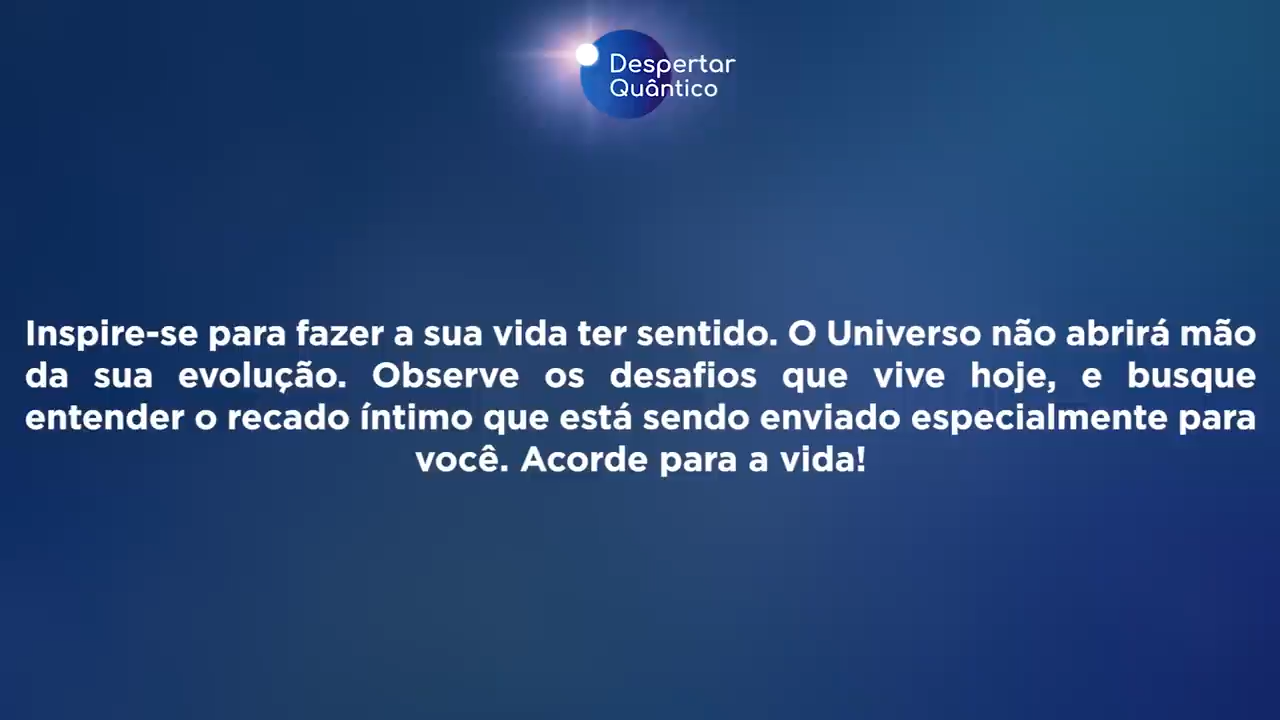 Despertar
Quântico
Inspire-se para fazer a sua vida ter sentido. O Universo não abrirá mão
da sua evolução. Observe os desafios que vive hoje, e busque
entender o recado íntimo que está sendo enviado especialmente para
você. Acorde para a vida!